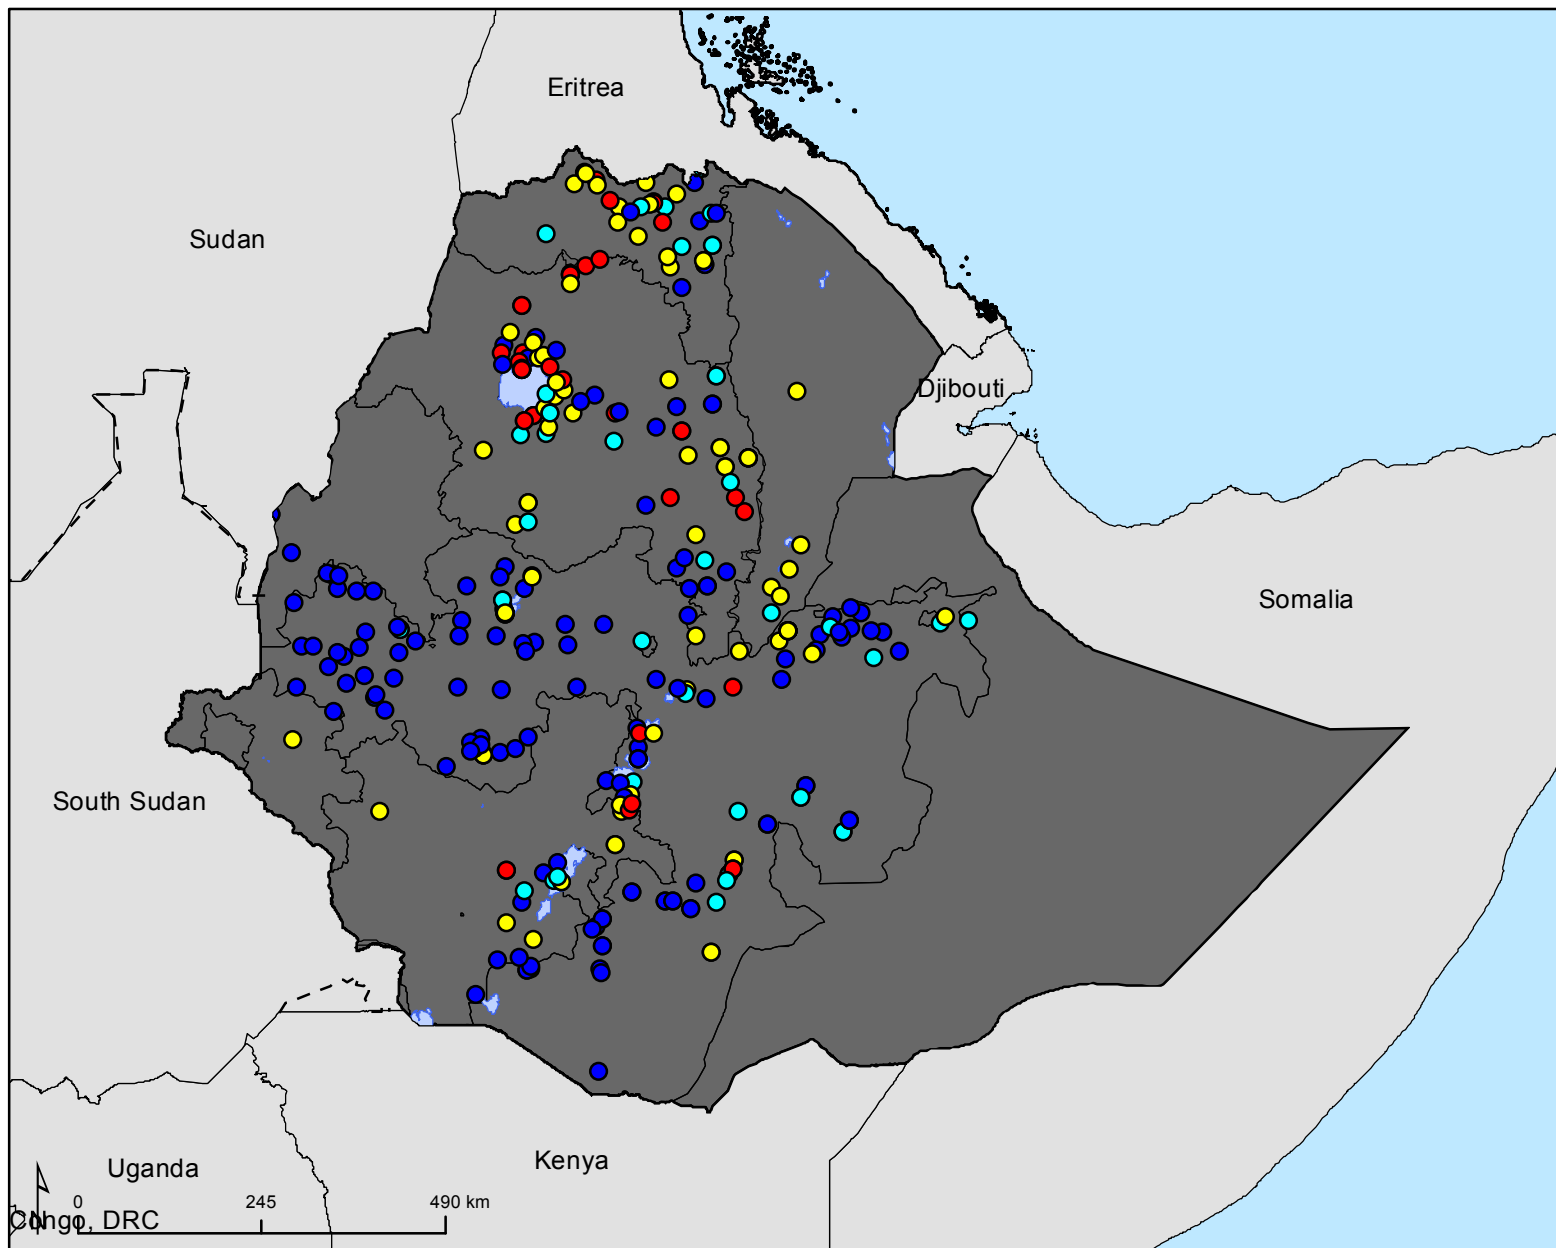 Eritrea
Sudan
Djibouti
Somalia
South Sudan
Kenya
Uganda
0 245 490 km
N
Congo, DRC